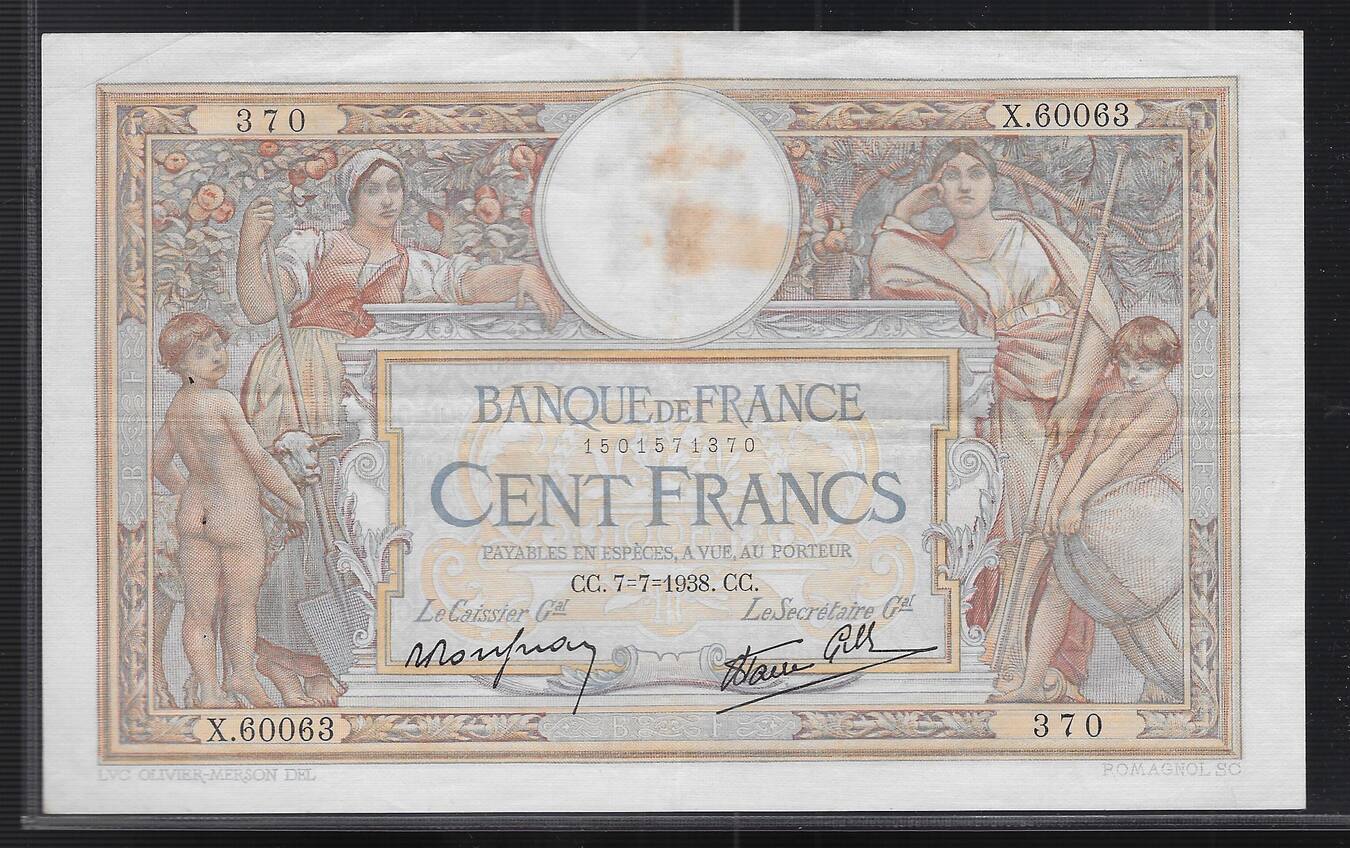 370 X.60063
BANQUE DE FRANCE
1501571370
CENT FRANCS
PAYABLES EN ESPÈCES, A VUE, AU PORTEUR
CC. 7=7=1938. CC.
Le Caissier Gal Le Secrétaire Gal
X.60063 B F 370
LVC OLIVIER-MERSON DEL ROMAGNOL SC